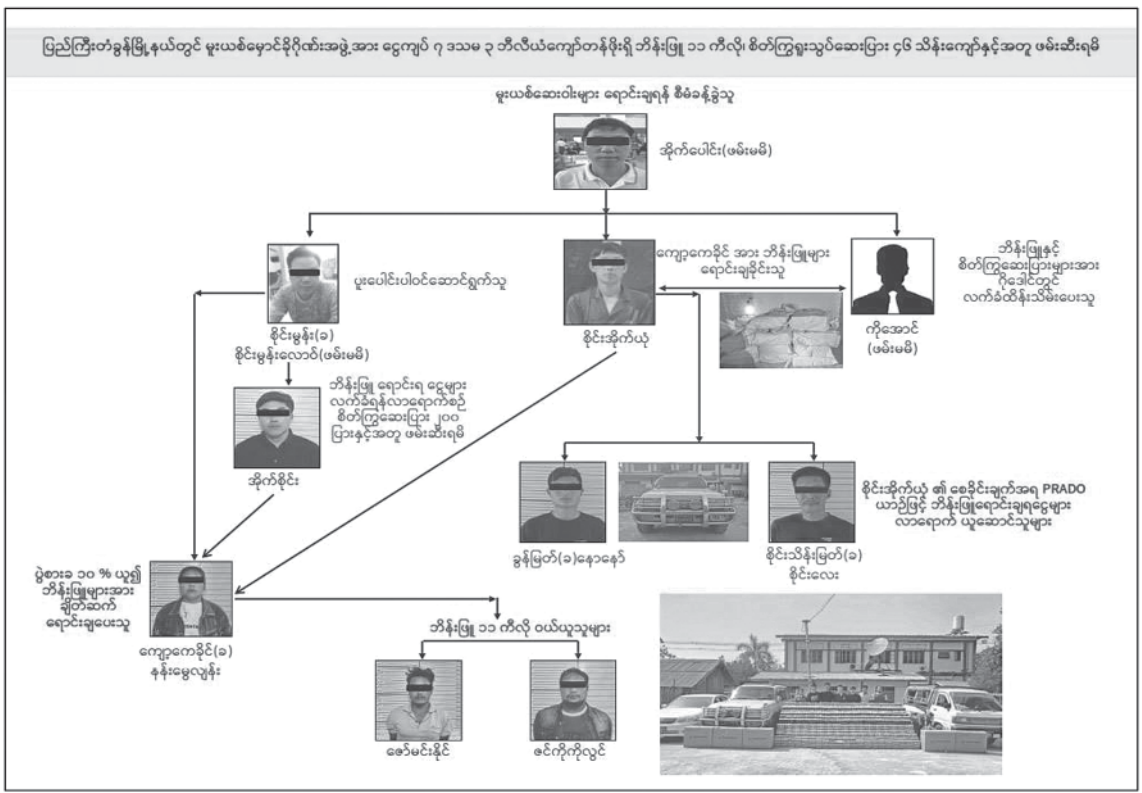 ပြည်ကြီးတံခွန်မြို့နယ်တွင် မူးယစ်မှောင်ခိုဂိုဏ်းအဖွဲ့အား ငွေကျပ် ၇ ဒသမ ၃ ဘီလီယံကျော်တန်ဖိုးရှိ ဘိန်းဖြူ ၁၁ ကီလို၊ စိတ်ကြွရူးသွပ်ဆေးပြား ၄၆ သိန်းကျော်နှင့်အတူ ဖမ်းဆီးရမိ
မူးယစ်ဆေးဝါးများ ရောင်းချရန် စီမံခန့်ခွဲသူ
အိုက်ပေါင်း(ဖမ်းမမိ)
ပူးပေါင်းပါဝင်ဆောင်ရွက်သူ
စိုင်းမွန်း(ခ)
စိုင်းမွန်းလောဝ်(ဖမ်းမမိ)
ကျော့ကေခိုင် အား ဘိန်းဖြူများ
ရောင်းချခိုင်းသူ
စိုင်းအိုက်ယုံ
ဘိန်းဖြူနှင့်
စိတ်ကြွဆေးပြားများအား
ဂိုဒေါင်တွင်
လက်ခံထိန်းသိမ်းပေးသူ
ကိုအောင်
(ဖမ်းမမိ)
ဘိန်းဖြူ ရောင်းရ ငွေများ
လက်ခံရန်လာရောက်စဉ်
စိတ်ကြွဆေးပြား ၂၀၀
ပြားနှင့်အတူ ဖမ်းဆီးရမိ
အိုက်စိုင်း
ခွန်မြတ်(ခ)နောနော်
စိုင်းသိန်းမြတ်(ခ)
စိုင်းလေး
စိုင်းအိုက်ယုံ ၏ စေခိုင်းချက်အရ PRADO
ယာဉ်ဖြင့် ဘိန်းဖြူရောင်းချရငွေများ
လာရောက် ယူဆောင်သူများ
ပွဲစားခ ၁၀ % ယူ၍
ဘိန်းဖြူများအား
ချိတ်ဆက်
ရောင်းချပေးသူ
ကျော့ကေခိုင်(ခ)
နန်းမွေလျန်း
ဘိန်းဖြူ ၁၁ ကီလို ဝယ်ယူသူများ
ဇော်မင်းနိုင်
ဇင်ကိုကိုလွင်